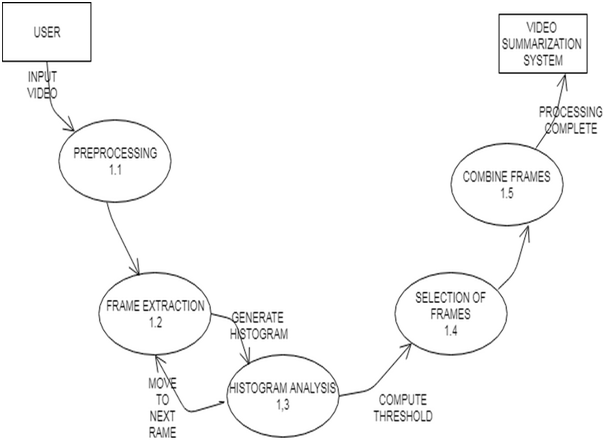 USER
INPUT
VIDEO
PREPROCESSING
1.1
FRAME EXTRACTION
1.2
GENERATE
HISTOGRAM
MOVE
TO
NEXT
RAME
HISTOGRAM ANALYSIS
1,3
COMPUTE
THRESHOLD
SELECTION OF
FRAMES
1.4
COMBINE FRAMES
1.5
PROCESSING
COMPLETE
VIDEO
SUMMARIZATION
SYSTEM